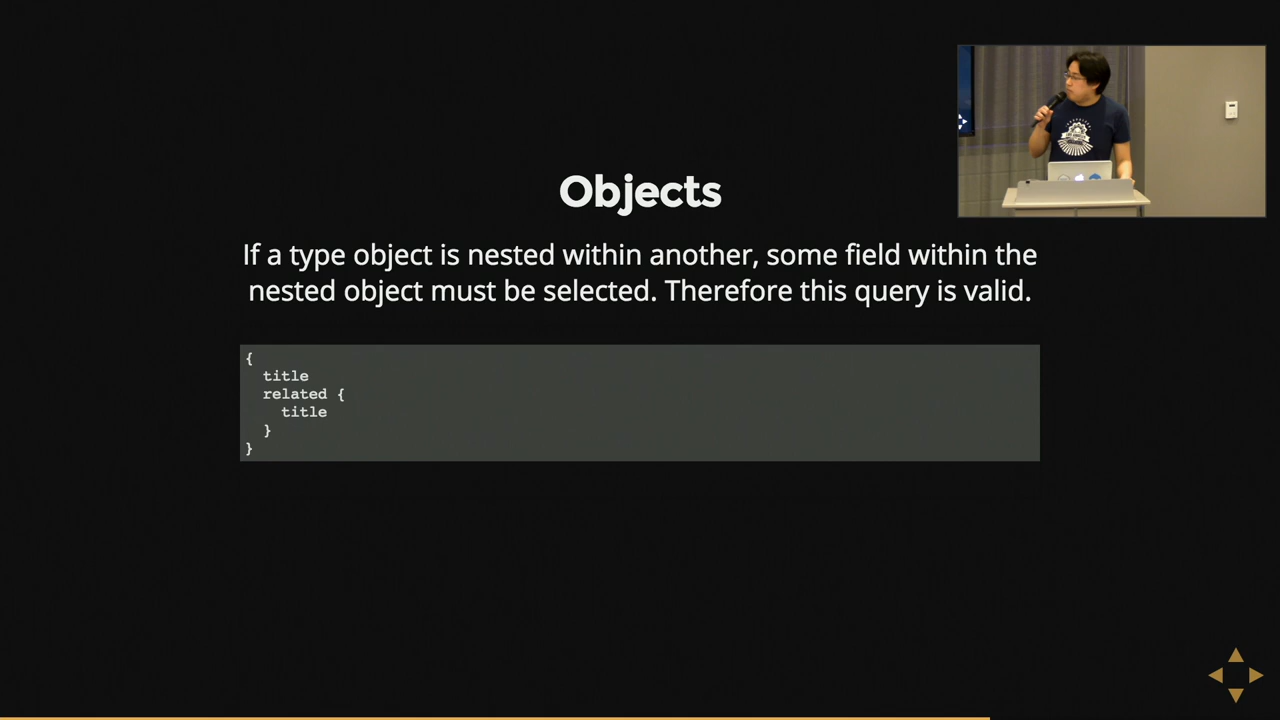 Objects
If a type object is nested within another, some field within the
nested object must be selected. Therefore this query is valid.
{
  title
  related {
    title
  }
}